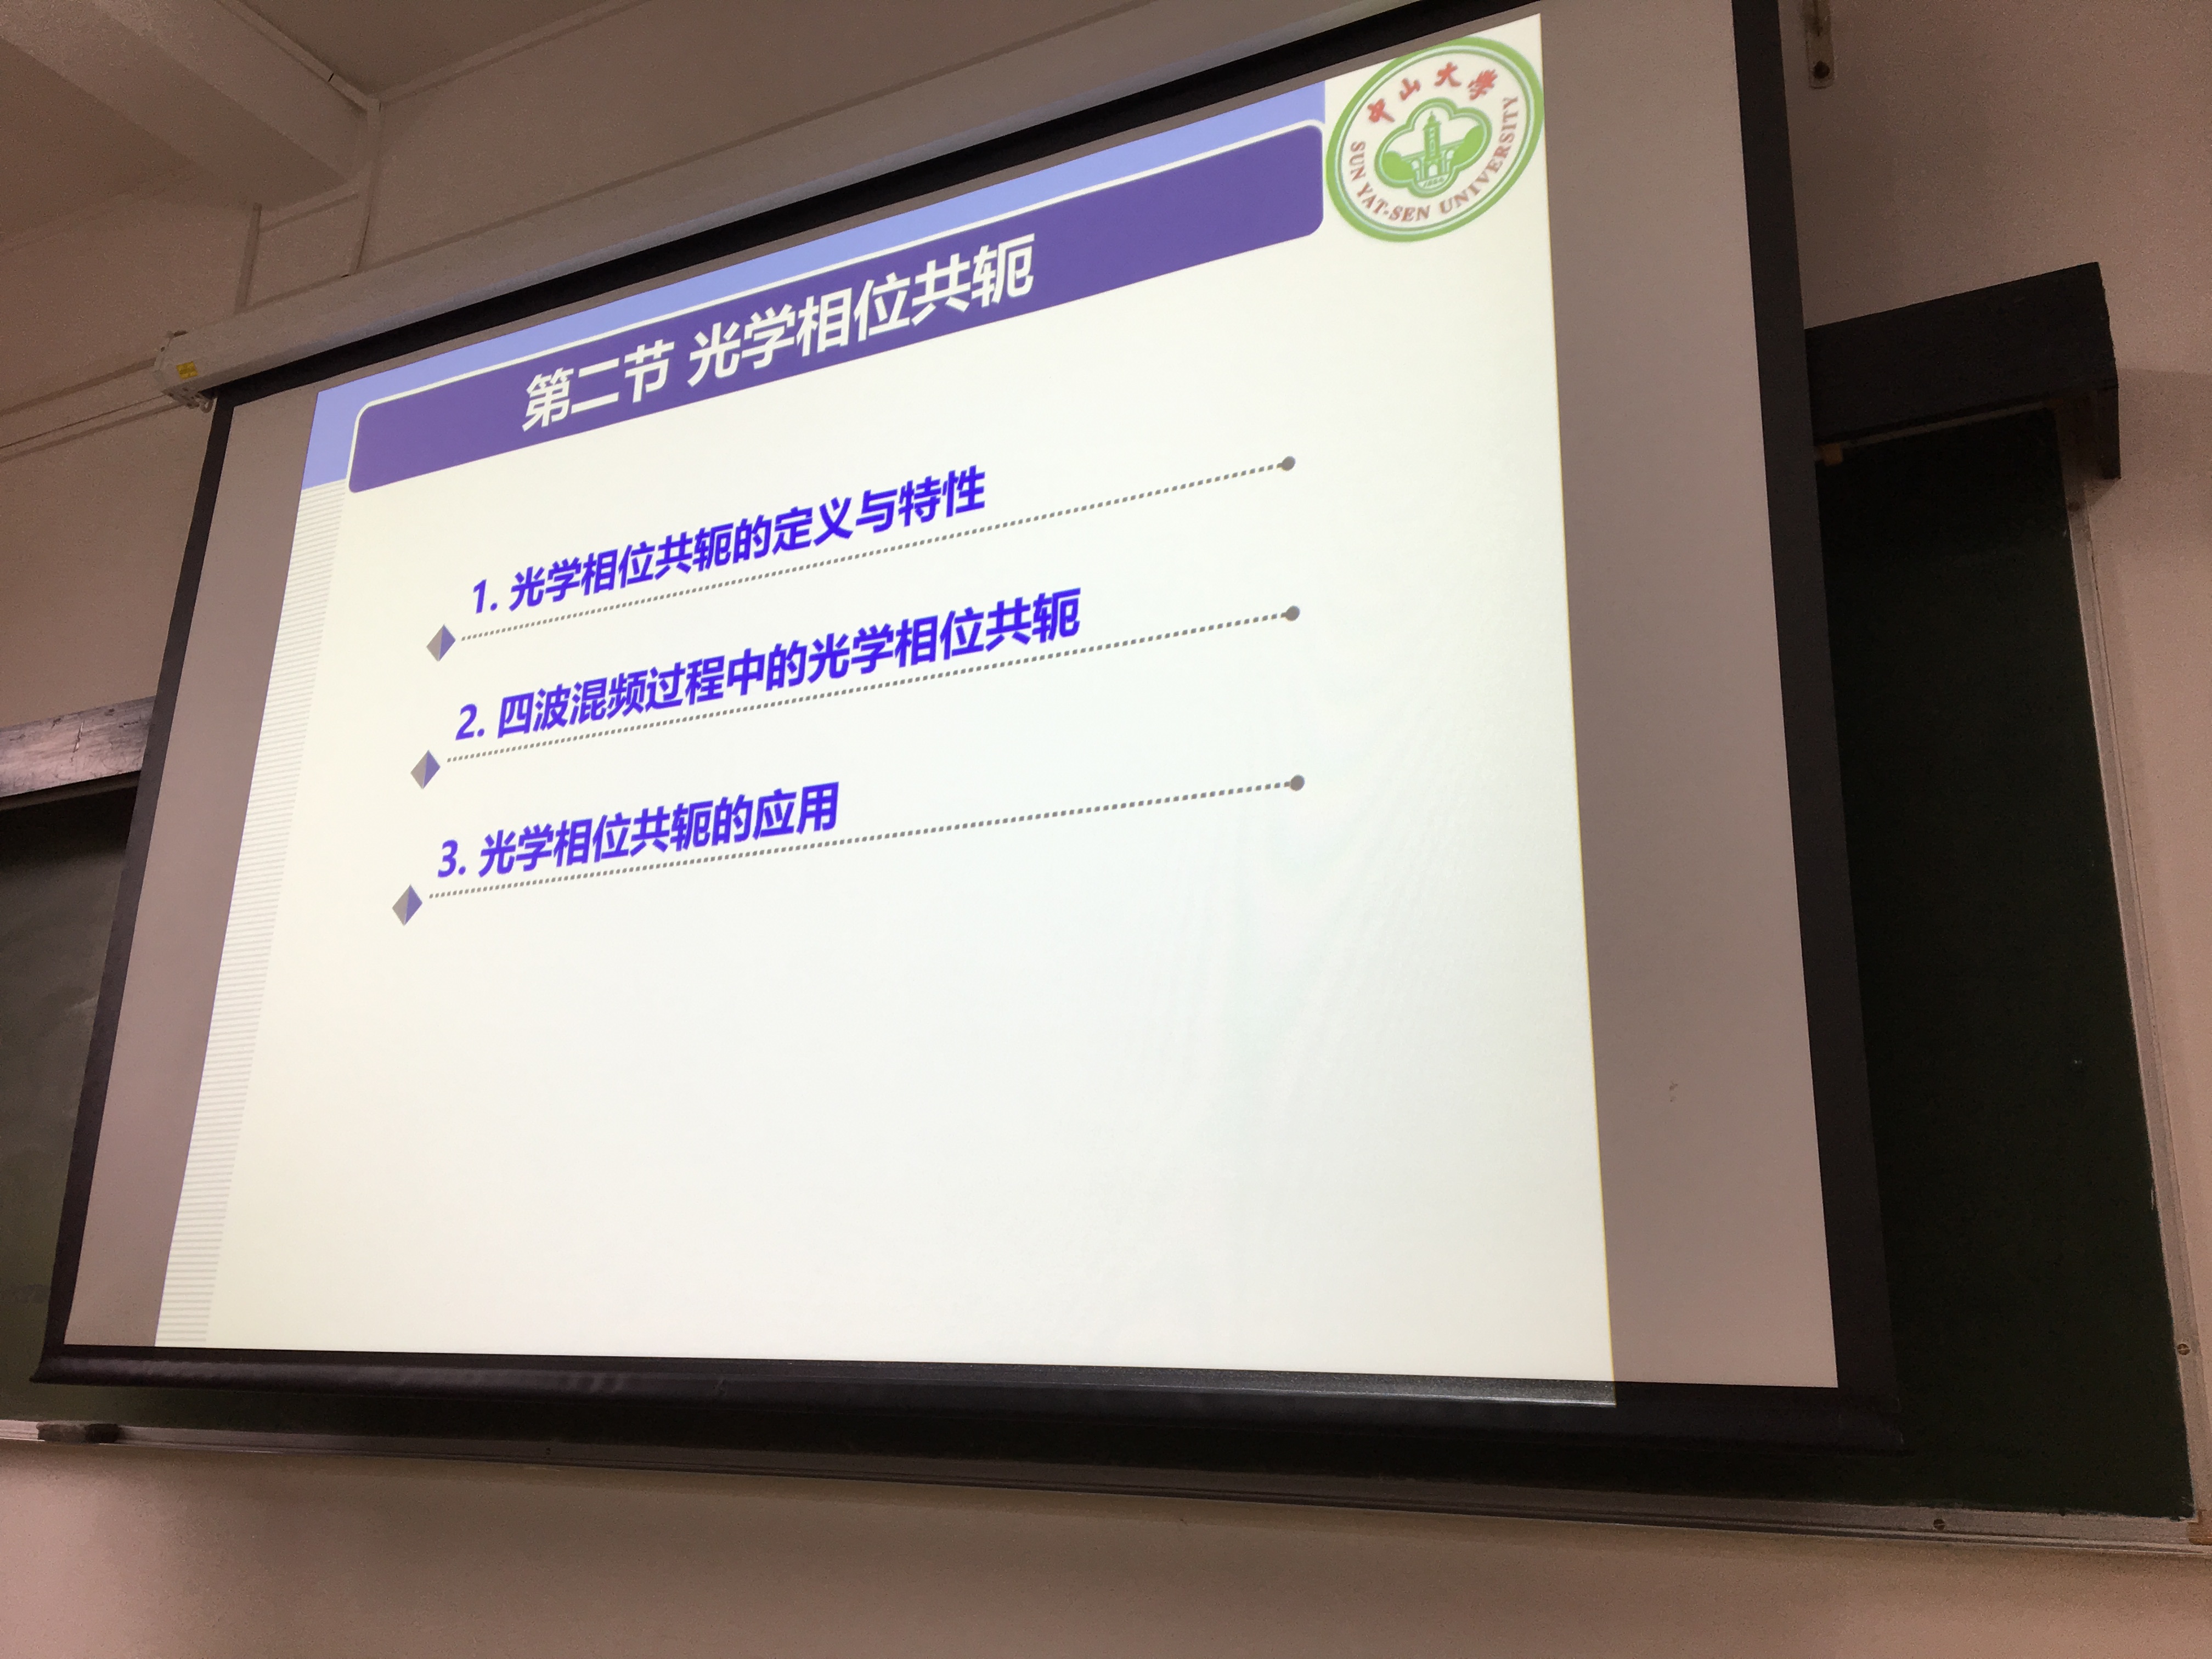 中山大学
SUN YAT-SEN UNIVERSITY
第二节 光学相位共轭
1. 光学相位共轭的定义与特性
2. 四波混频过程中的光学相位共轭
3. 光学相位共轭的应用